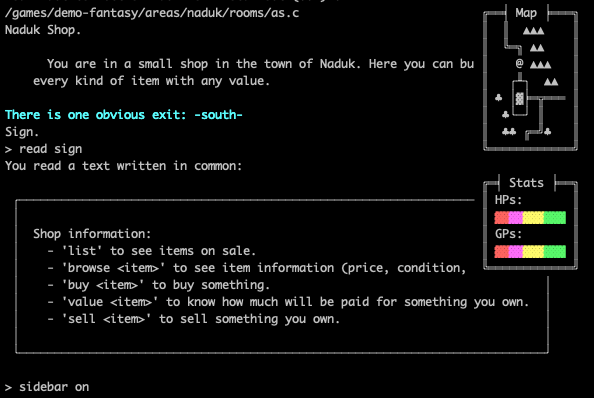 /games/demo-fantasy/areas/naduk/rooms/as.c
Naduk Shop.
You are in a small shop in the town of Naduk. Here you can bu
every kind of item with any value.
There is one obvious exit: -south-
Sign.
> read sign
You read a text written in common:
Shop information:
- 'list' to see items on sale.
- 'browse <item>' to see item information (price, condition,
- 'buy <item>' to buy something.
- 'value <item>' to know how much will be paid for something you own.
- 'sell <item>' to sell something you own.
> sidebar on
Map
@
Stats
HPs:
GPs: